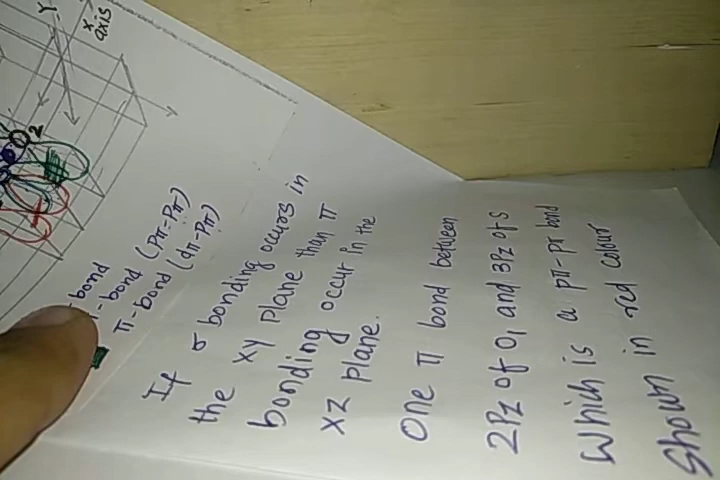 Y
X
axis
O2
-bond
π-bond (Pπ-Pπ)
π-bond (dπ-Pπ)
If σ bonding occurs in
the xy plane than π
bonding occur in the
xz plane.
One π bond between
2Pz of O1 and 3Pz of S
Which is a pπ-pπ bond
Shown in red colour